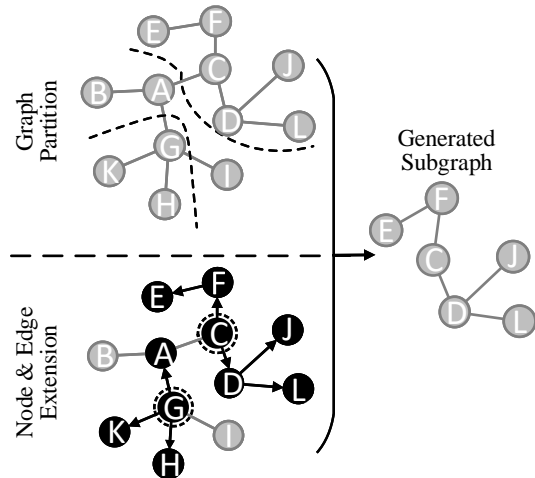 Graph
Partition
E
F
B
A
C
J
D
L
G
K
H
I
Generated
Subgraph
E
F
C
J
D
L
Node & Edge
Extension
E
F
B
A
C
J
D
L
G
K
H
I